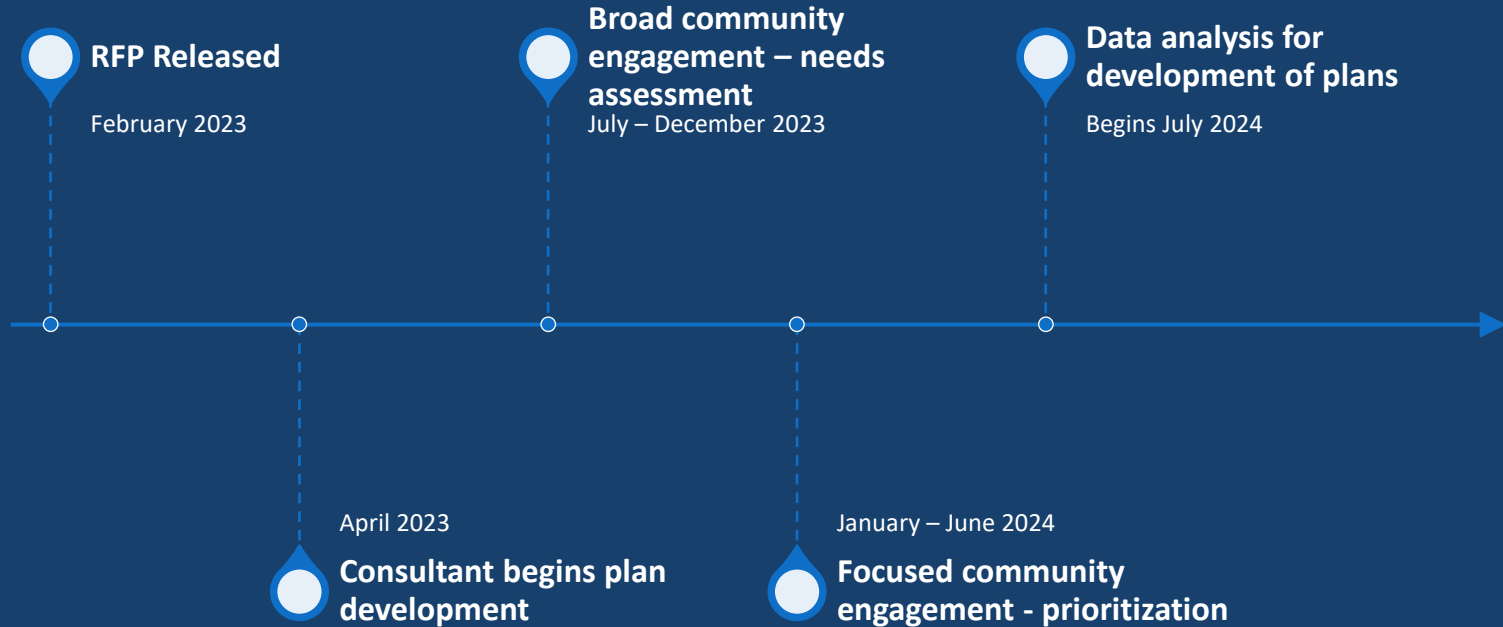 RFP Released
February 2023
Broad community
engagement – needs
assessment
July – December 2023
Data analysis for
development of plans
Begins July 2024
April 2023
Consultant begins plan
development
January – June 2024
Focused community
engagement - prioritization